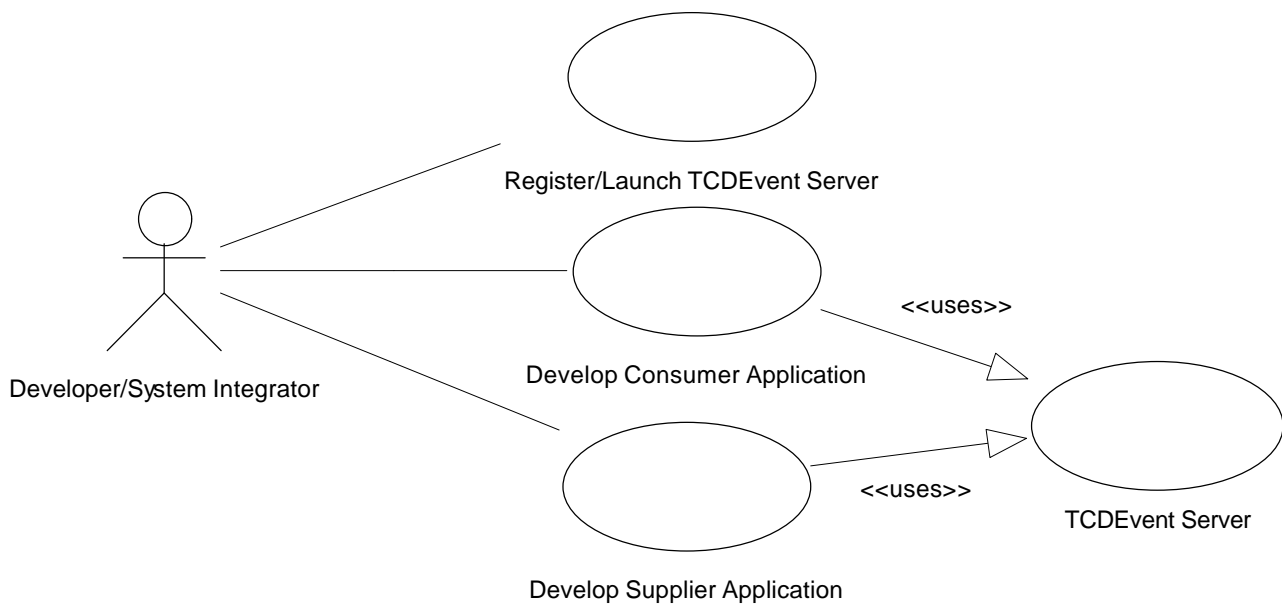 Register/Launch TCDEvent Server
<<uses>>
Developer/System Integrator
Develop Consumer Application
<<uses>>
TCDEvent Server
Develop Supplier Application